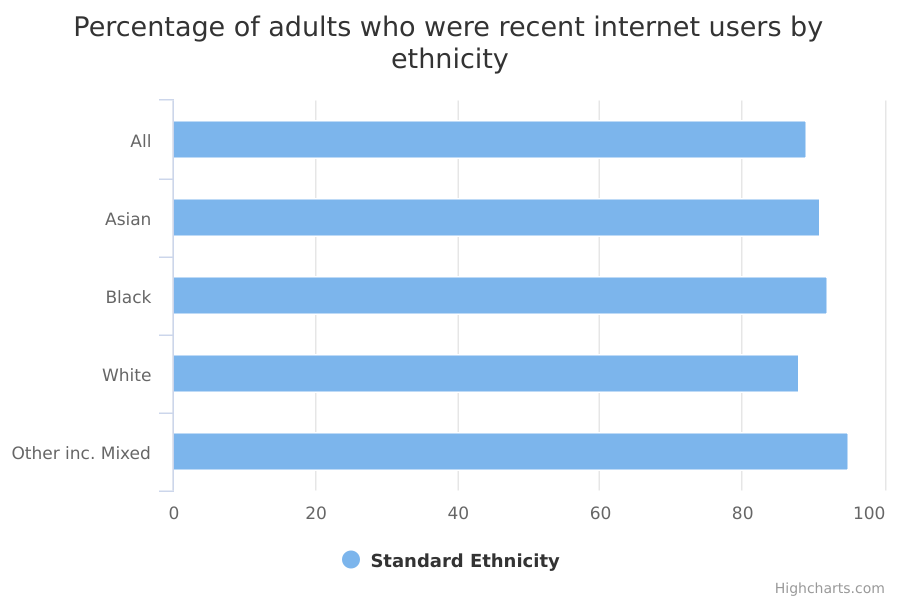 Percentage of adults who were recent internet users by
ethnicity
All
Asian
Black
White
Other inc. Mixed
0 20 40 60 80 100
Standard Ethnicity
Highcharts.com